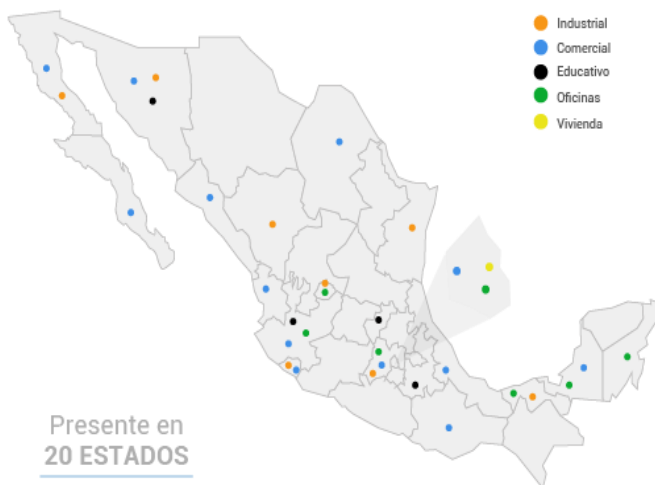 Industrial
Comercial
Educativo
Oficinas
Vivienda
Presente en
20 ESTADOS